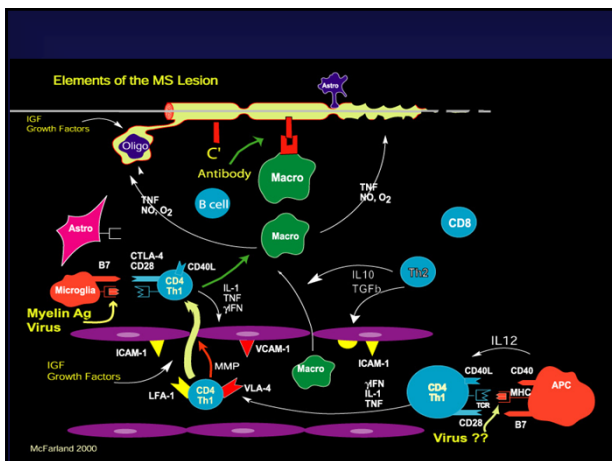 Elements of the MS Lesion
Astro
IGF
Growth Factors
Oligo
C'
Antibody
Macro
B cell
TNF
NO, O2
TNF
NO, O2
CD8
Astro
Macro
B7
CTLA-4
CD28
CD40L
Microglia
CD4
Th1
IL-1
TNF
γIFN
IL10
TGFb
Th2
Myelin Ag
Virus
ICAM-1
VCAM-1
ICAM-1
IL12
IGF
Growth Factors
MMP
Macro
LFA-1
CD4
Th1
VLA-4
γIFN
IL-1
TNF
CD4
Th1
CD40L
CD40
TCR
MHC
APC
CD28
B7
Virus ??
McFarland 2000